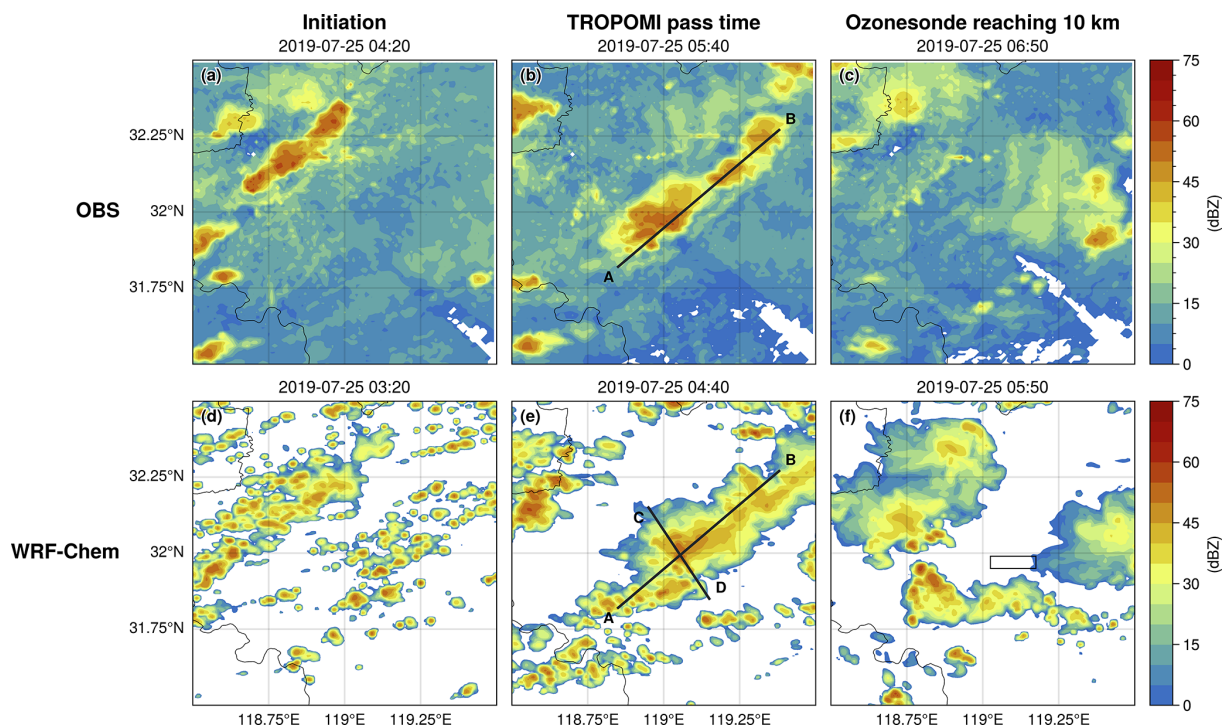 Initiation
TROPOMI pass time
Ozonesonde reaching 10 km
2019-07-25 04:20
2019-07-25 05:40
2019-07-25 06:50
OBS
(a)
(b)
(c)
A
B
32.25°N
32°N
31.75°N
75
60
45
30
15
0
(dBZ)
2019-07-25 03:20
2019-07-25 04:40
2019-07-25 05:50
WRF-Chem
(d)
(e)
(f)
A
B
C
D
32.25°N
32°N
31.75°N
75
60
45
30
15
0
(dBZ)
118.75°E 119°E 119.25°E
118.75°E 119°E 119.25°E
118.75°E 119°E 119.25°E